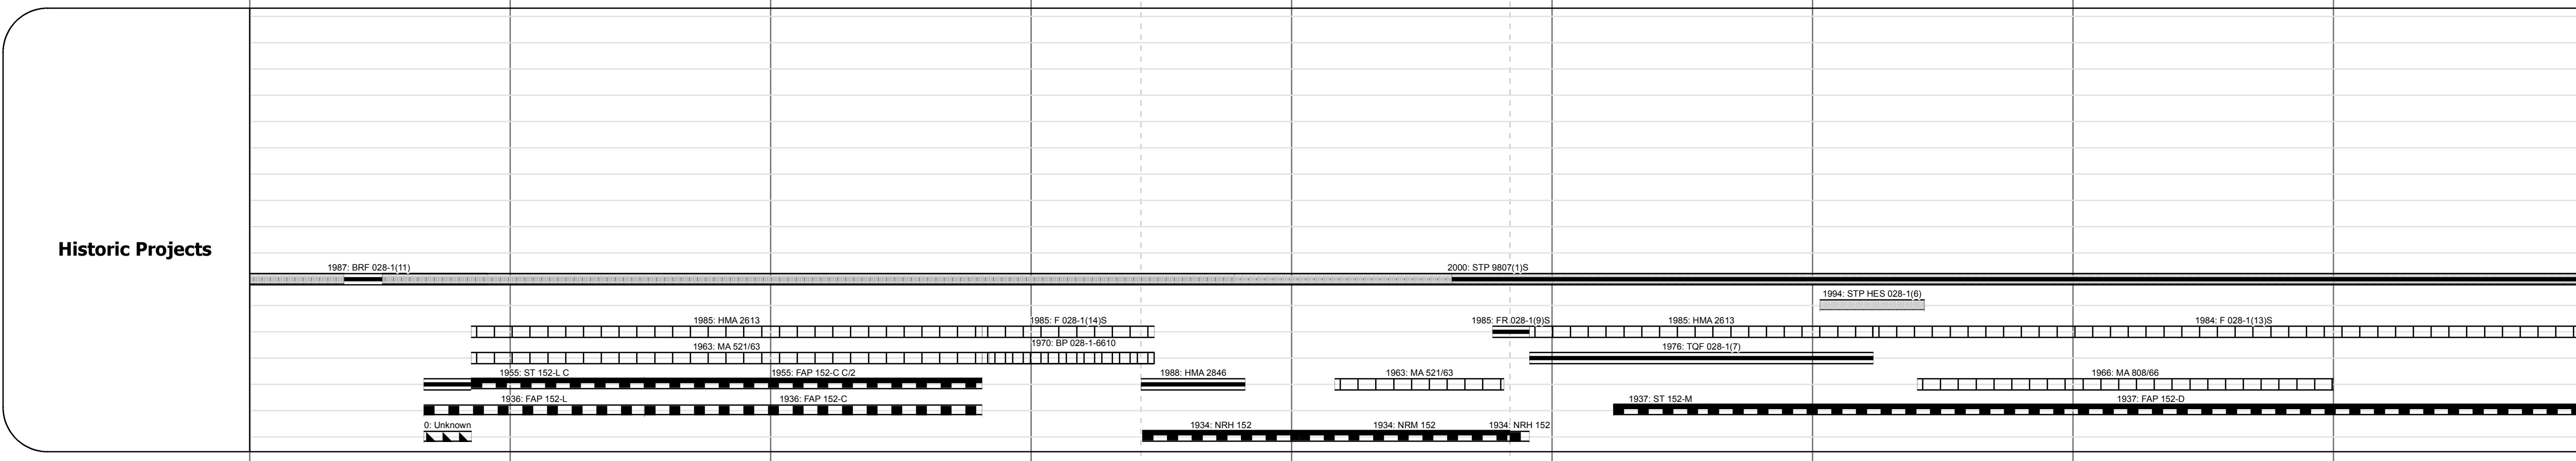 Historic Projects
1987: BRF 028-1(11)
2000: STP 9807(1)S
1994: STP HES 028-1(6)
1985: HMA 2613
1985: F 028-1(14)S
1985: FR 028-1(9)S
1985: HMA 2613
1984: F 028-1(13)S
1963: MA 521/63
1970: BP 028-1-6610
1976: TQF 028-1(7)
1955: ST 152-L C
1955: FAP 152-C C/2
1988: HMA 2846
1963: MA 521/63
1966: MA 808/66
1936: FAP 152-L
1936: FAP 152-C
1937: ST 152-M
1937: FAP 152-D
0: Unknown
1934: NRH 152
1934: NRM 152
1934: NRH 152